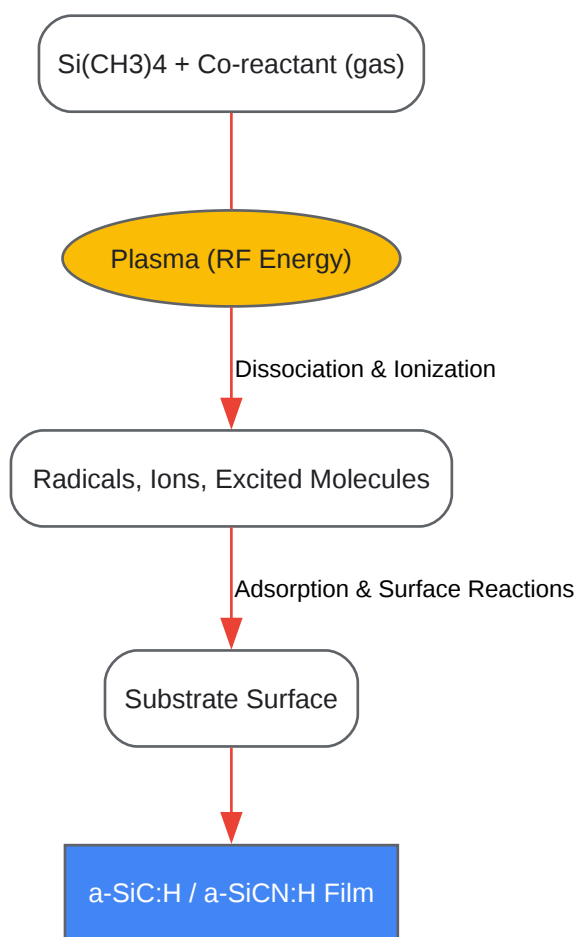 Si(CH3)4 + Co-reactant (gas)
Plasma (RF Energy)
Dissociation & Ionization
Radicals, Ions, Excited Molecules
Adsorption & Surface Reactions
Substrate Surface
a-SiC:H / a-SiCN:H Film